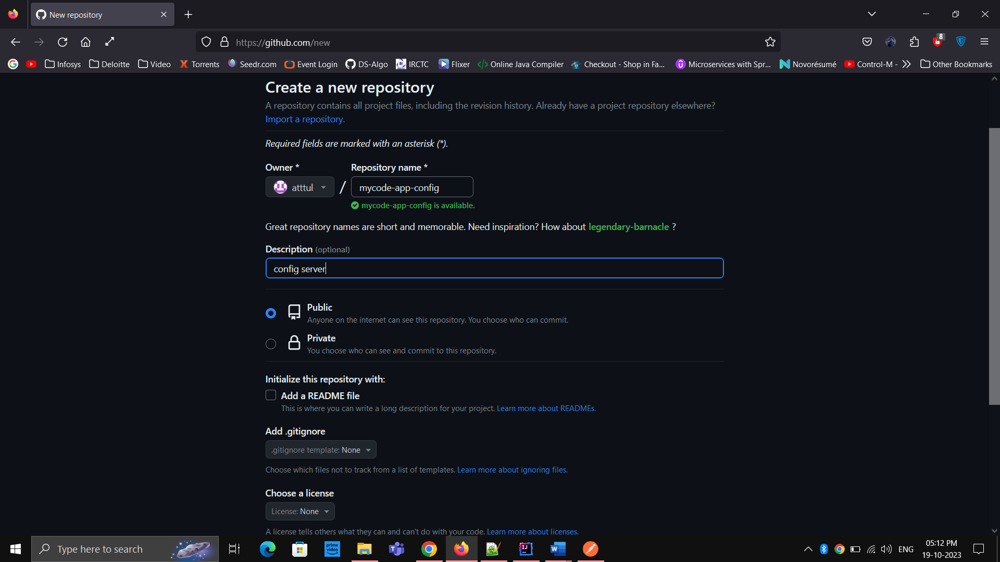 New repository
https://github.com/new
8
Infosys
Deloitte
Video
Torrents
Seedr.com
Event Login
DS-Algo
IRCTC
Flixer
Online Java Compiler
Checkout - Shop in Fa...
Microservices with Spr...
Novorésumé
Control-M -
Other Bookmarks
Create a new repository
A repository contains all project files, including the revision history. Already have a project repository elsewhere?
Import a repository.
Required fields are marked with an asterisk (*).
Owner *
Repository name *
atttul
/
mycode-app-config
mycode-app-config is available.
Great repository names are short and memorable. Need inspiration? How about legendary-barnacle ?
Description (optional)
config server
Public
Anyone on the internet can see this repository. You choose who can commit.
Private
You choose who can see and commit to this repository.
Initialize this repository with:
Add a README file
This is where you can write a long description for your project. Learn more about READMEs.
Add .gitignore
.gitignore template: None
Choose which files not to track from a list of templates. Learn more about ignoring files.
Choose a license
License: None
A license tells others what they can and can't do with your code. Learn more about licenses.
Type here to search
prime video
ENG
05:12 PM
19-10-2023